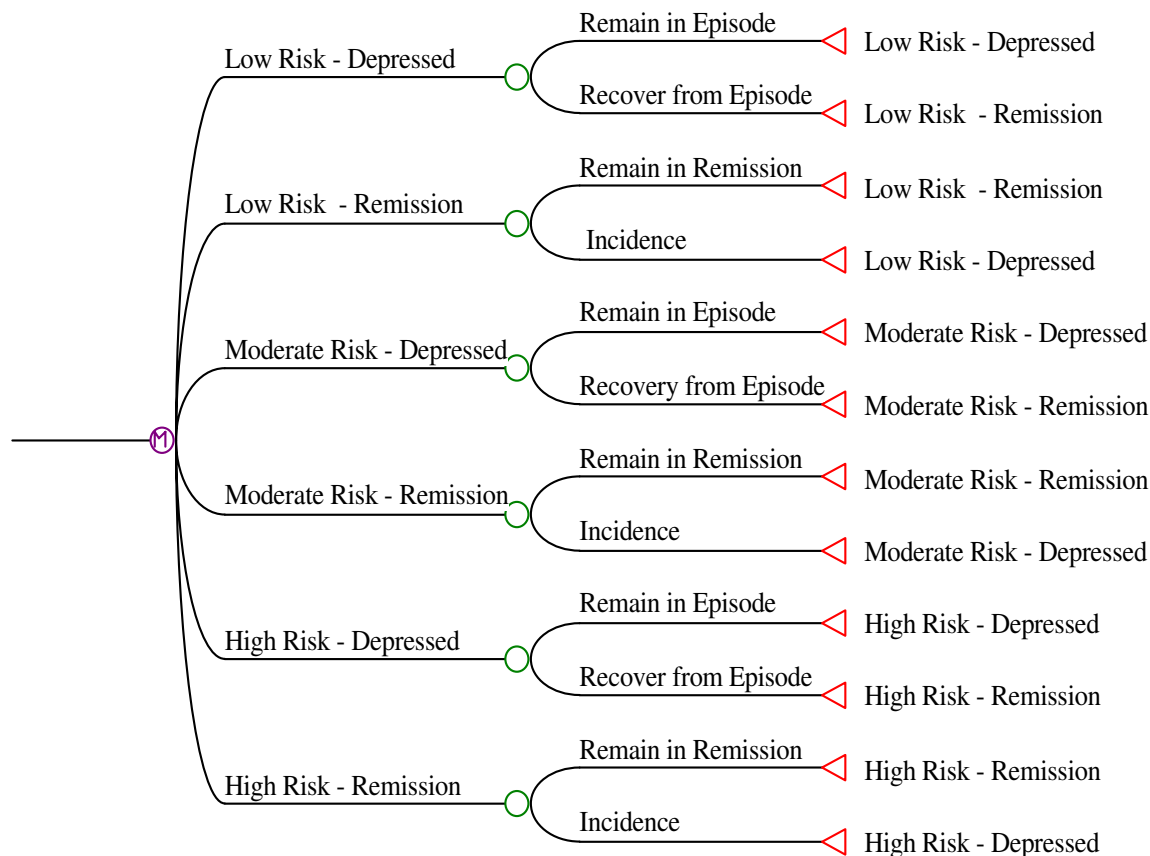 Remain in Episode
Low Risk - Depressed
Low Risk - Depressed
Recover from Episode
Low Risk  - Remission
Remain in Remission
Low Risk  - Remission
Low Risk  - Remission
Incidence
Low Risk - Depressed
Remain in Episode
Moderate Risk - Depressed
Moderate Risk - Depressed
Recovery from Episode
Moderate Risk - Remission
M
Remain in Remission
Moderate Risk - Remission
Moderate Risk - Remission
Incidence
Moderate Risk - Depressed
Remain in Episode
High Risk - Depressed
High Risk - Depressed
Recover from Episode
High Risk - Remission
Remain in Remission
High Risk - Remission
High Risk - Remission
Incidence
High Risk - Depressed